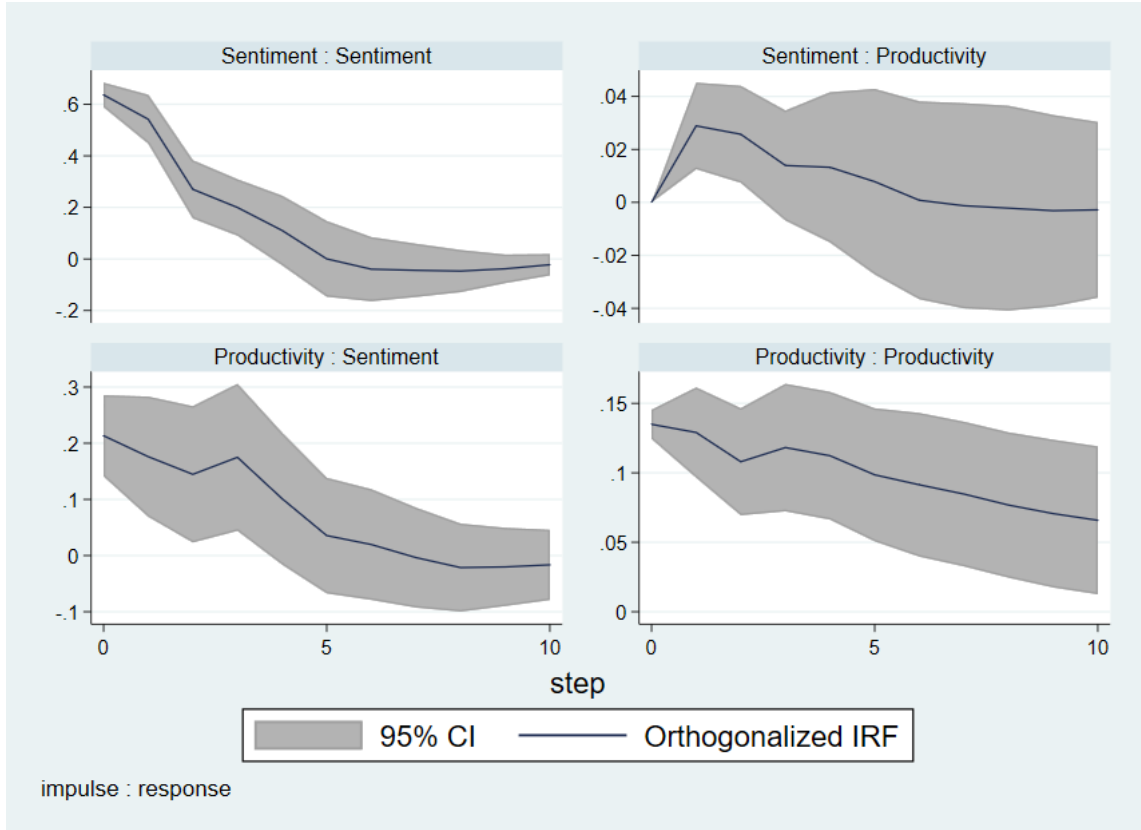 Sentiment : Sentiment
Sentiment : Productivity
.6
.4
.2
0
-.2
.04
.02
0
-.02
-.04
Productivity : Sentiment
Productivity : Productivity
.3
.2
.1
0
-.1
.15
.1
.05
0
0 5 10
0 5 10
step
95% CI Orthogonalized IRF
impulse : response